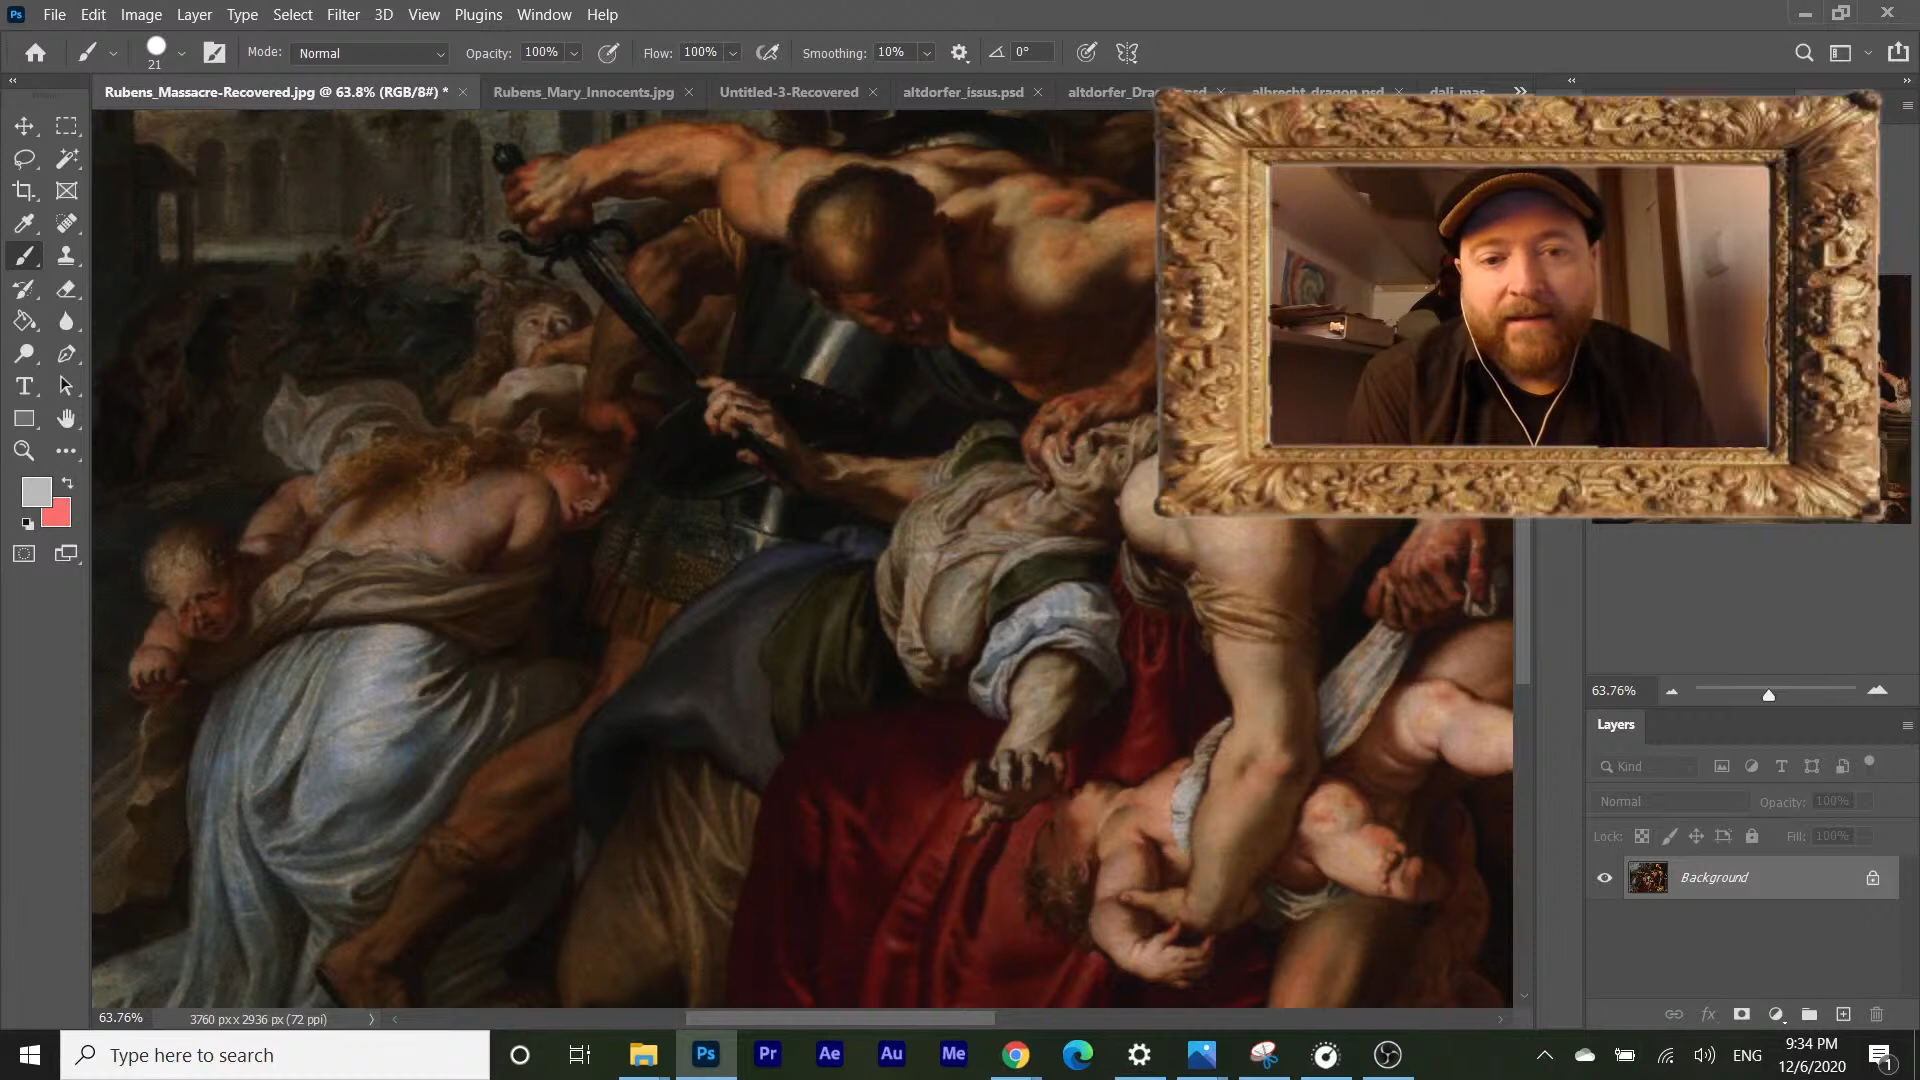 Ps File Edit Image Layer Type Select Filter 3D View Plugins Window Help
21 Mode: Normal Opacity: 100% Flow: 100% Smoothing: 10% 0°
Rubens_Massacre-Recovered.jpg @ 63.8% (RGB/8#) * Rubens_Mary_Innocents.jpg Untitled-3-Recovered altdorfer_issus.psd
63.76%
Layers
Kind
Normal Opacity: 100%
Lock: Fill: 100%
Background
fx
63.76% 3760 px x 2936 px (72 ppi)
Type here to search Ps Pr Ae Au Me ENG
9:34 PM
12/6/2020
1